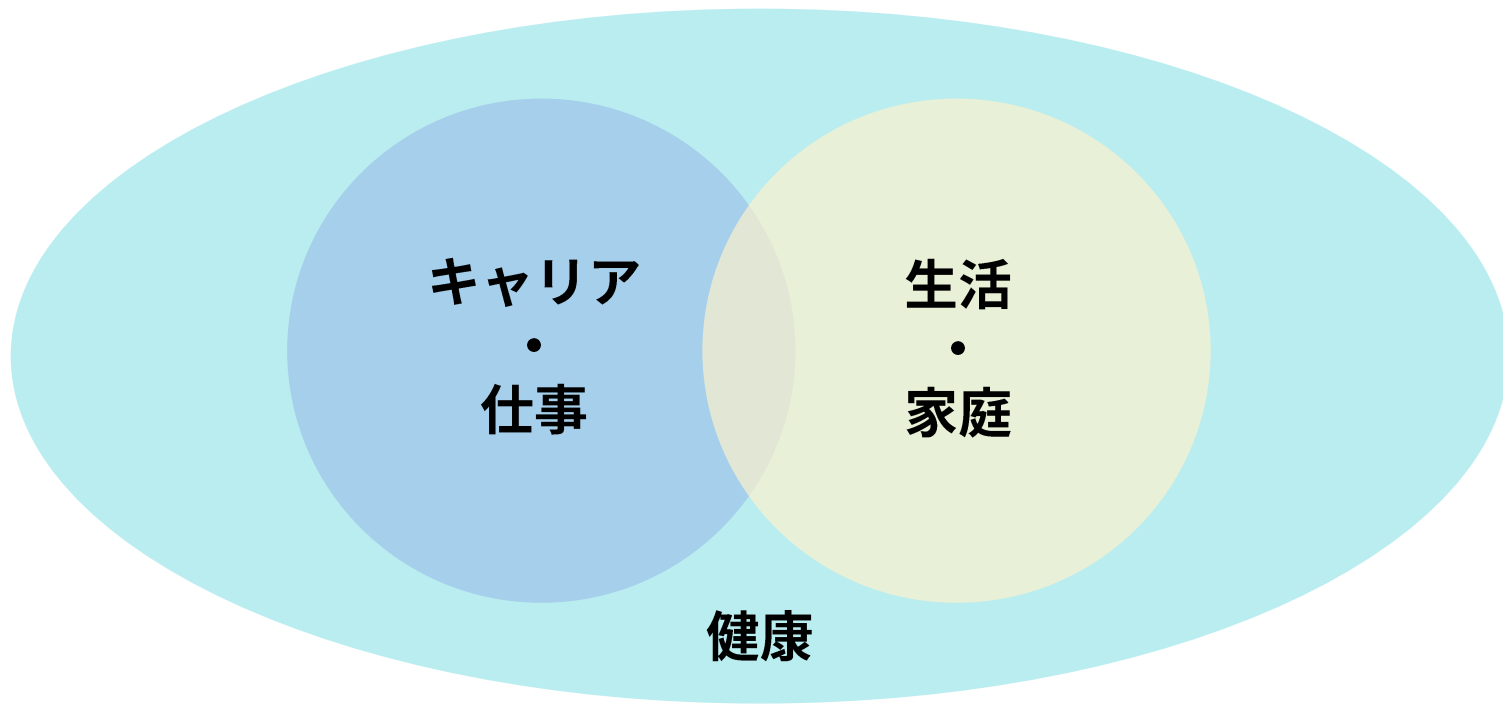 キャリア
・
仕事
生活
・
家庭
健康